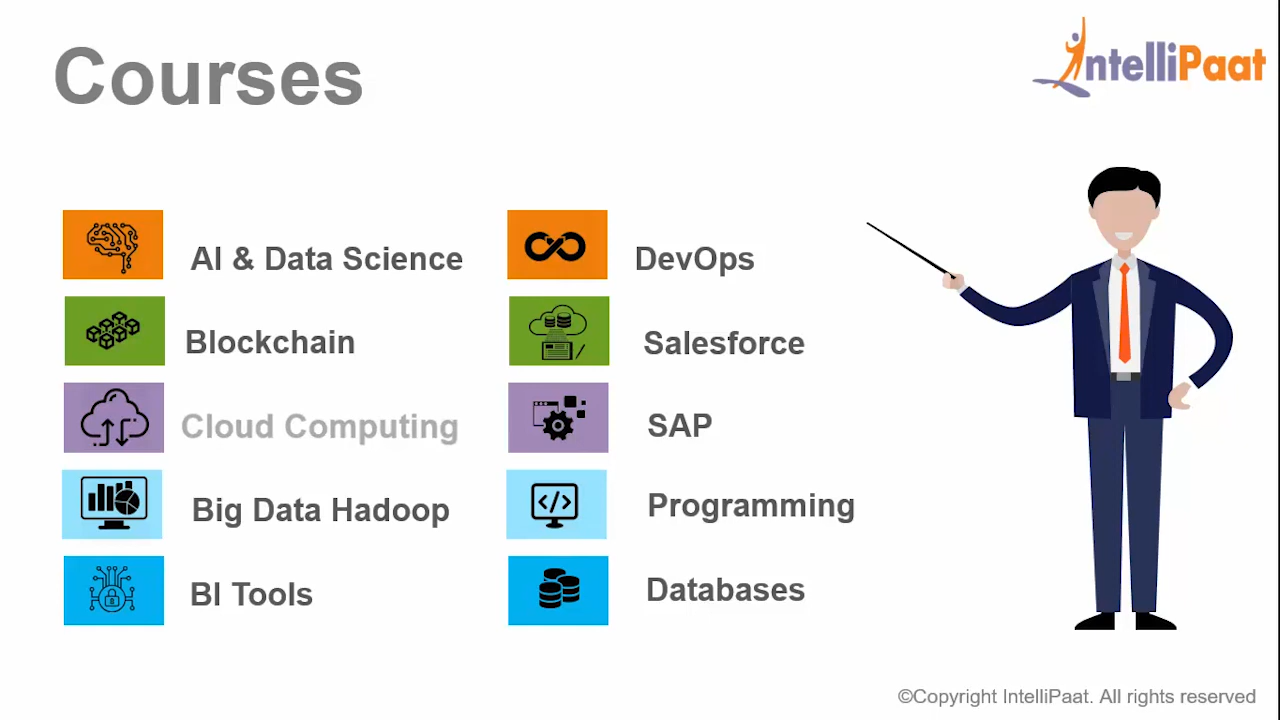 Courses
IntelliPaat
AI & Data Science
Blockchain
Cloud Computing
Big Data Hadoop
BI Tools
DevOps
Salesforce
SAP
Programming
Databases
©Copyright IntelliPaat. All rights reserved